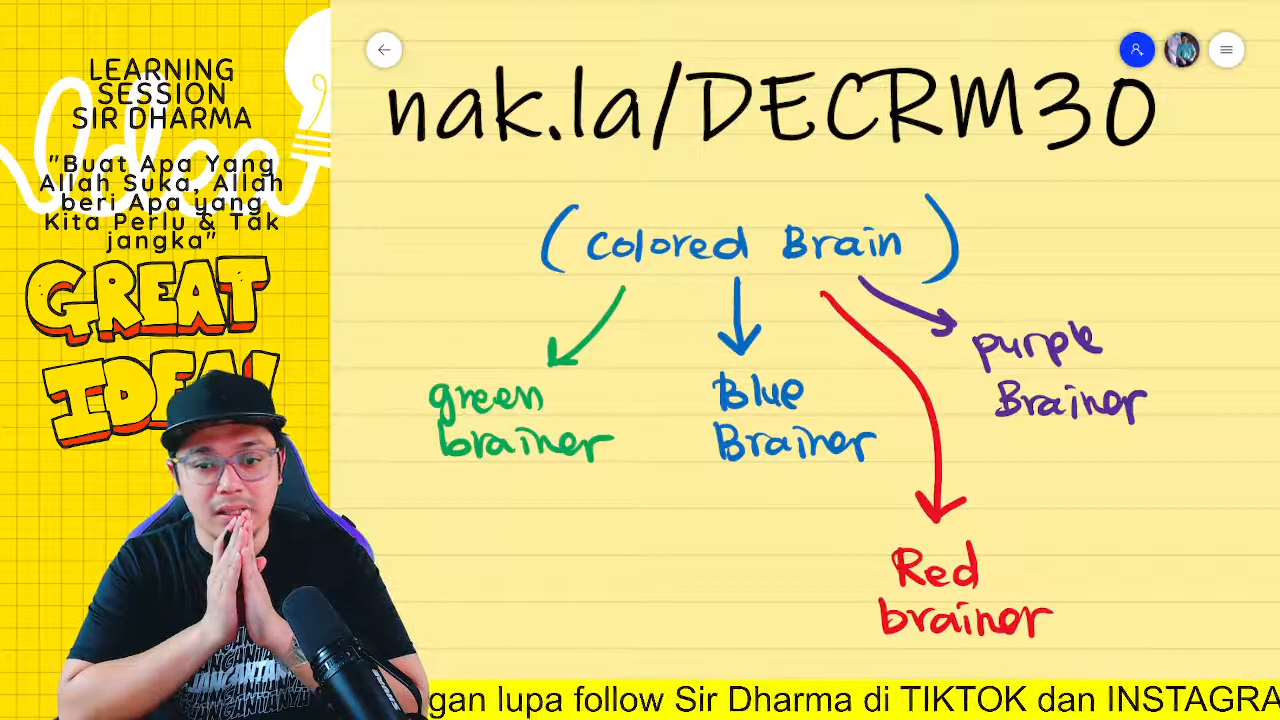 LEARNING
SESSION
SIR DHARMA
"Buat Apa Yang
Allah Suka, Allah
beri Apa yang
Kita Perlu & Tak
jangka"
GREAT
nak.la/DECRM30
(Colored Brain)
green
brainer
Blue
Brainer
purple
Brainer
Red
brainer
JANGANTANYA
gan lupa follow Sir Dharma di TIKTOK dan INSTAGRA